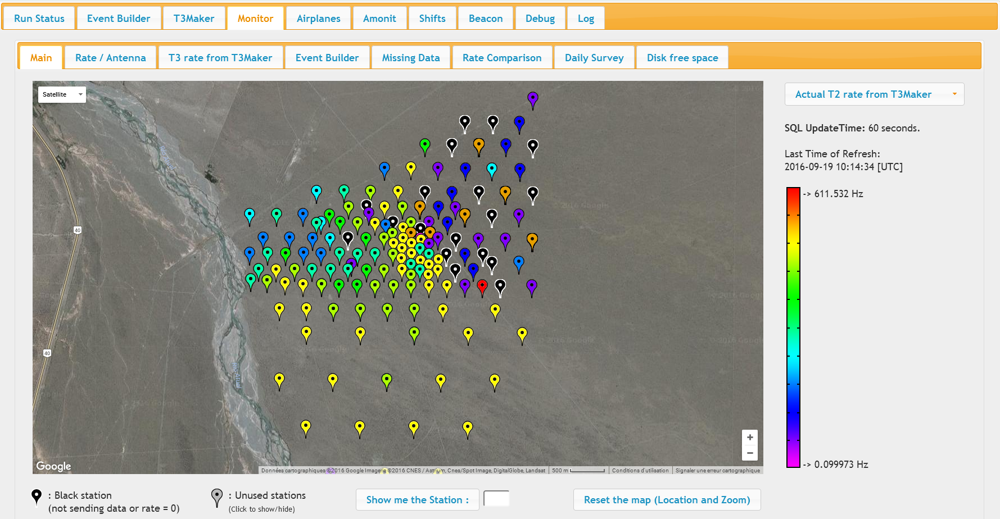 Run Status Event Builder T3Maker Monitor Airplanes Amonit Shifts Beacon Debug Log
Main Rate / Antenna T3 rate from T3Maker Event Builder Missing Data Rate Comparison Daily Survey Disk free space
Satellite
Actual T2 rate from T3Maker
SQL UpdateTime: 60 seconds.
Last Time of Refresh:
2016-09-19 10:14:34 [UTC]
-> 611.532 Hz
40
40
Río Atuel
-> 0.099973 Hz
+
−
Google
Données cartographiques ©2016 Google Imagerie ©2016 CNES / Astrium, Cnes/Spot Image, DigitalGlobe, Landsat 500 m Conditions d'utilisation Signaler une erreur cartographique
: Black station
(not sending data or rate = 0)
: Unused stations
(Click to show/hide)
Show me the Station :
Reset the map (Location and Zoom)